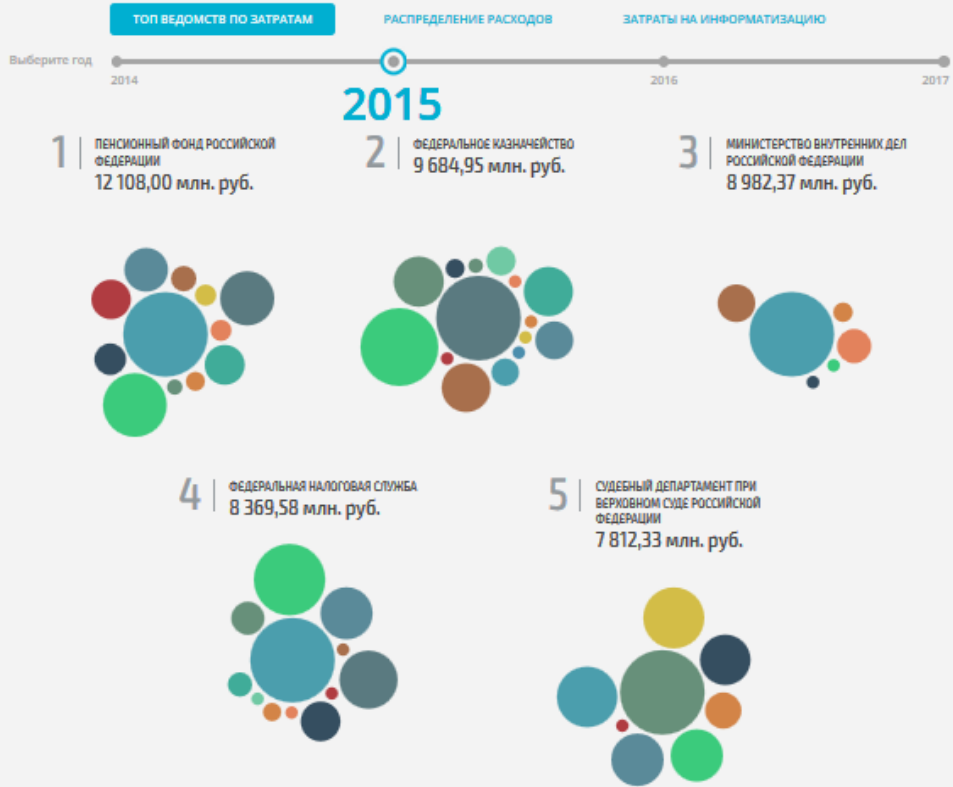 ТОП ВЕДОМСТВ ПО ЗАТРАТАМ
РАСПРЕДЕЛЕНИЕ РАСХОДОВ
ЗАТРАТЫ НА ИНФОРМАТИЗАЦИЮ
Выберите год
2014
2015
2016
2017
1
ПЕНСИОННЫЙ ФОНД РОССИЙСКОЙ
ФЕДЕРАЦИИ
12 108,00 млн. руб.
2
ФЕДЕРАЛЬНОЕ КАЗНАЧЕЙСТВО
9 684,95 млн. руб.
3
МИНИСТЕРСТВО ВНУТРЕННИХ ДЕЛ
РОССИЙСКОЙ ФЕДЕРАЦИИ
8 982,37 млн. руб.
4
ФЕДЕРАЛЬНАЯ НАЛОГОВАЯ СЛУЖБА
8 369,58 млн. руб.
5
СУДЕБНЫЙ ДЕПАРТАМЕНТ ПРИ
ВЕРХОВНОМ СУДЕ РОССИЙСКОЙ
ФЕДЕРАЦИИ
7 812,33 млн. руб.